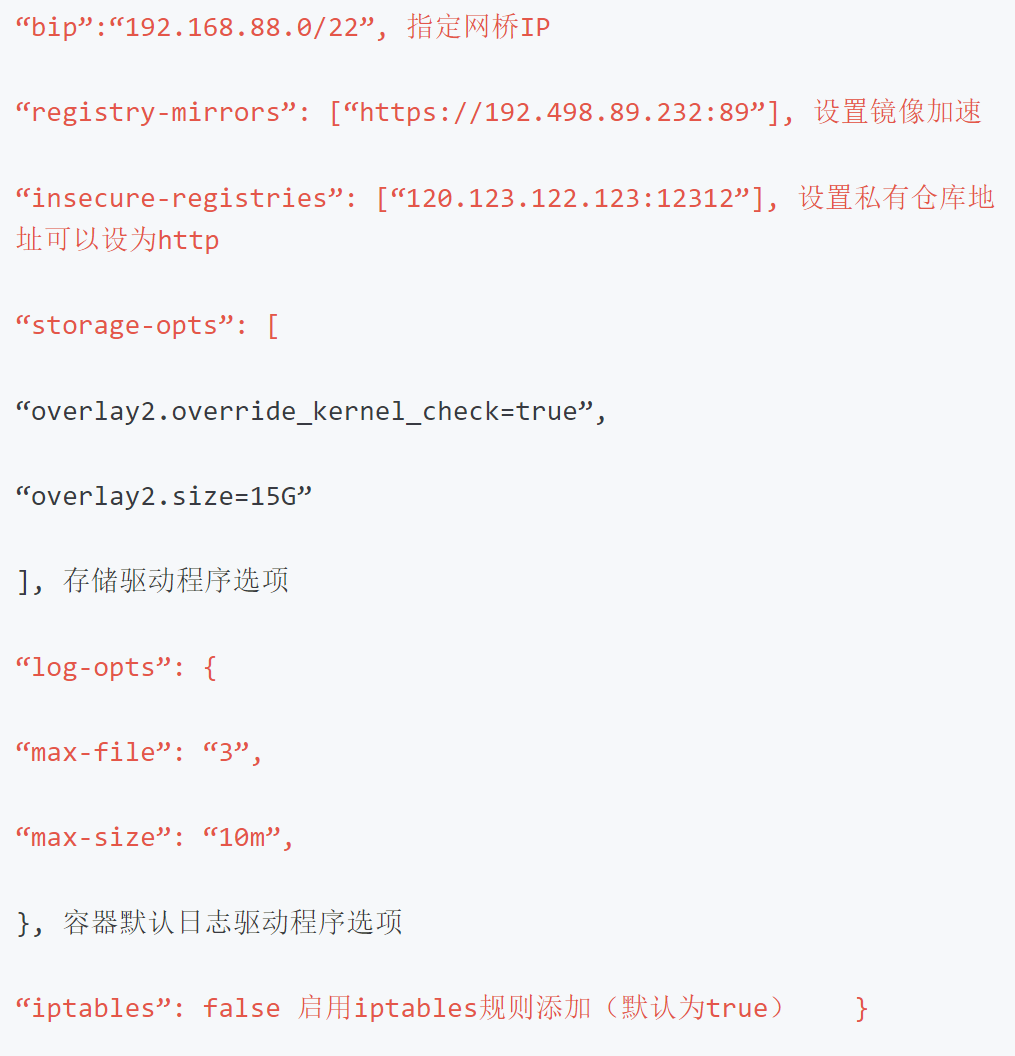 “bip”:“192.168.88.0/22”, 指定网桥IP
“registry-mirrors”: [“https://192.498.89.232:89”], 设置镜像加速
“insecure-registries”: [“120.123.122.123:12312”], 设置私有仓库地
址可以设为http
“storage-opts”: [
“overlay2.override_kernel_check=true”,
“overlay2.size=15G”
], 存储驱动程序选项
“log-opts”: {
“max-file”: “3”,
“max-size”: “10m”,
}, 容器默认日志驱动程序选项
“iptables”: false 启用iptables规则添加（默认为true） }